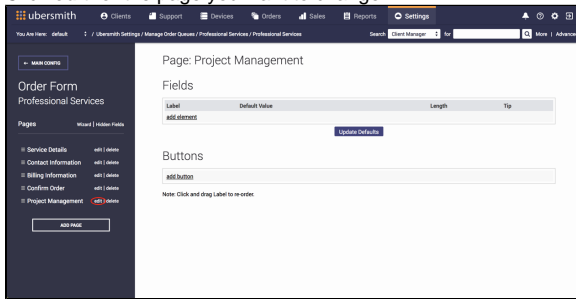 ubersmith Clients Support Devices Orders Sales Reports Settings
You Are Here: default / Ubersmith Settings / Manage Order Queues / Professional Services / Professional Services Search Client Manager for More | Advance
← MAIN CONFIG
Page: Project Management
Order Form
Professional Services
Fields
Label Default Value Length Tip
add element
Update Defaults
Pages Wizard | Hidden Fields
Service Details edit | delete
Contact Information edit | delete
Billing Information edit | delete
Confirm Order edit | delete
Project Management edit | delete
ADD PAGE
Buttons
add button
Note: Click and drag Label to re-order.